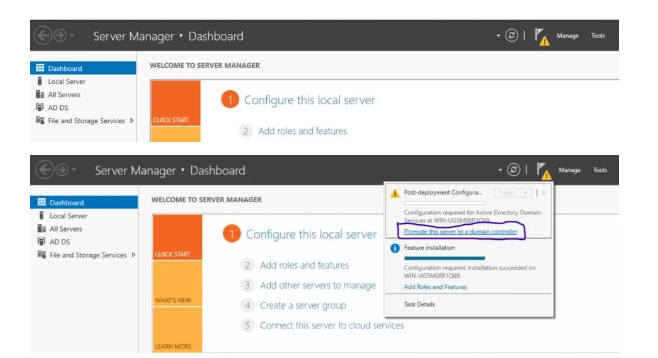 Server Manager • Dashboard
Manage Tools
Dashboard
Local Server
All Servers
AD DS
File and Storage Services
WELCOME TO SERVER MANAGER
QUICK START
1 Configure this local server
2 Add roles and features
Server Manager • Dashboard
Manage Tools
Dashboard
Local Server
All Servers
AD DS
File and Storage Services
WELCOME TO SERVER MANAGER
QUICK START
WHAT'S NEW
LEARN MORE
1 Configure this local server
2 Add roles and features
3 Add other servers to manage
4 Create a server group
5 Connect this server to cloud services
Post-deployment Configura... TASKS X
Configuration required for Active Directory Domain
Services at
Promote this server to a domain controller
Feature installation
Configuration required. Installation succeeded on
Add Roles and Features
Task Details